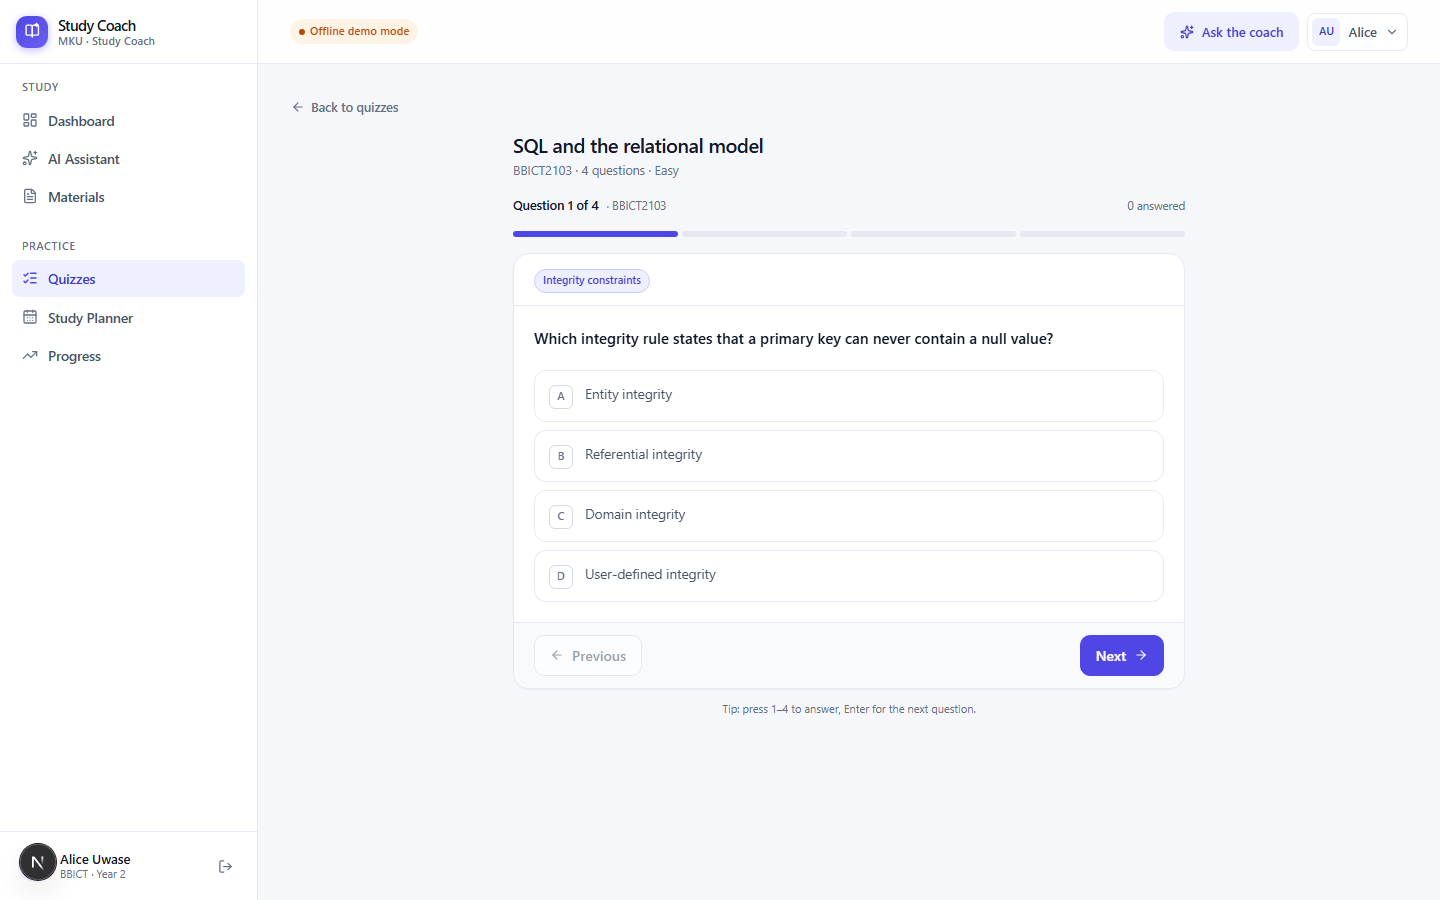 Study Coach
MKU · Study Coach
Offline demo mode
Ask the coach
AU
Alice
STUDY
Dashboard
AI Assistant
Materials
PRACTICE
Quizzes
Study Planner
Progress
Back to quizzes
SQL and the relational model
BBICT2103 · 4 questions · Easy
Question 1 of 4 · BBICT2103
0 answered
Integrity constraints
Which integrity rule states that a primary key can never contain a null value?
A Entity integrity
B Referential integrity
C Domain integrity
D User-defined integrity
Previous
Next
Tip: press 1–4 to answer, Enter for the next question.
N
Alice Uwase
BBICT · Year 2